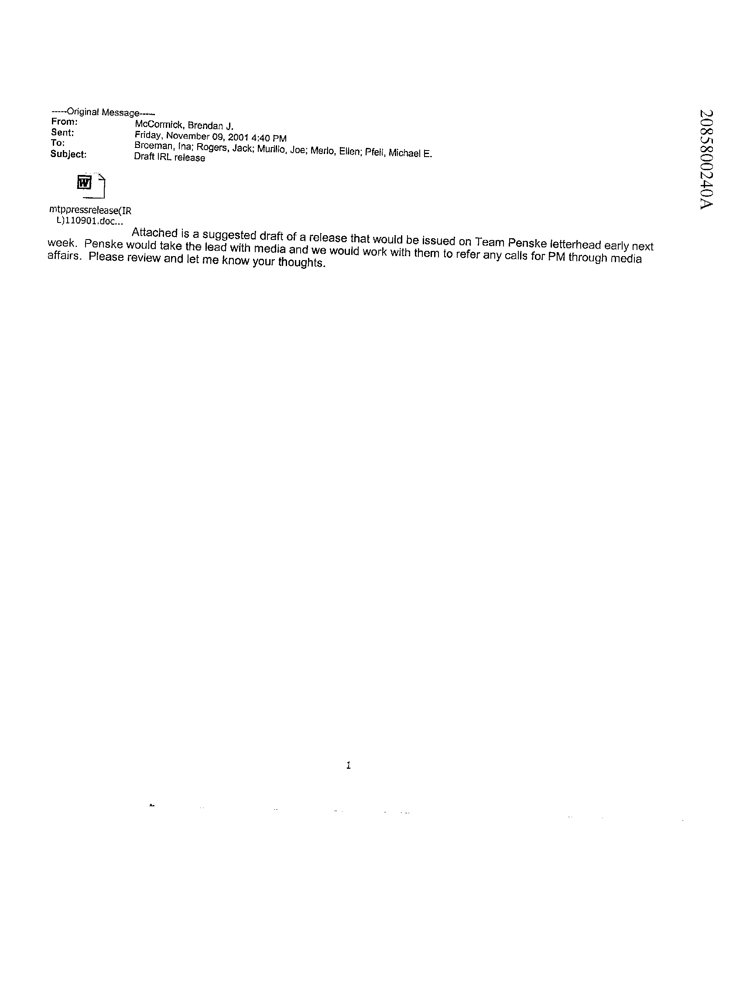 -----Original Message-----
From: McCormick, Brendan J.
Sent: Friday, November 09, 2001 4:40 PM
To: Broeman, Ina; Rogers, Jack; Murillo, Joe; Merlo, Ellen; Pfeil, Michael E.
Subject: Draft IRL release
W
mtppressrelease(IR
L)110901.doc...
Attached is a suggested draft of a release that would be issued on Team Penske letterhead early next
week. Penske would take the lead with media and we would work with them to refer any calls for PM through media
affairs. Please review and let me know your thoughts.
1
2085800240A